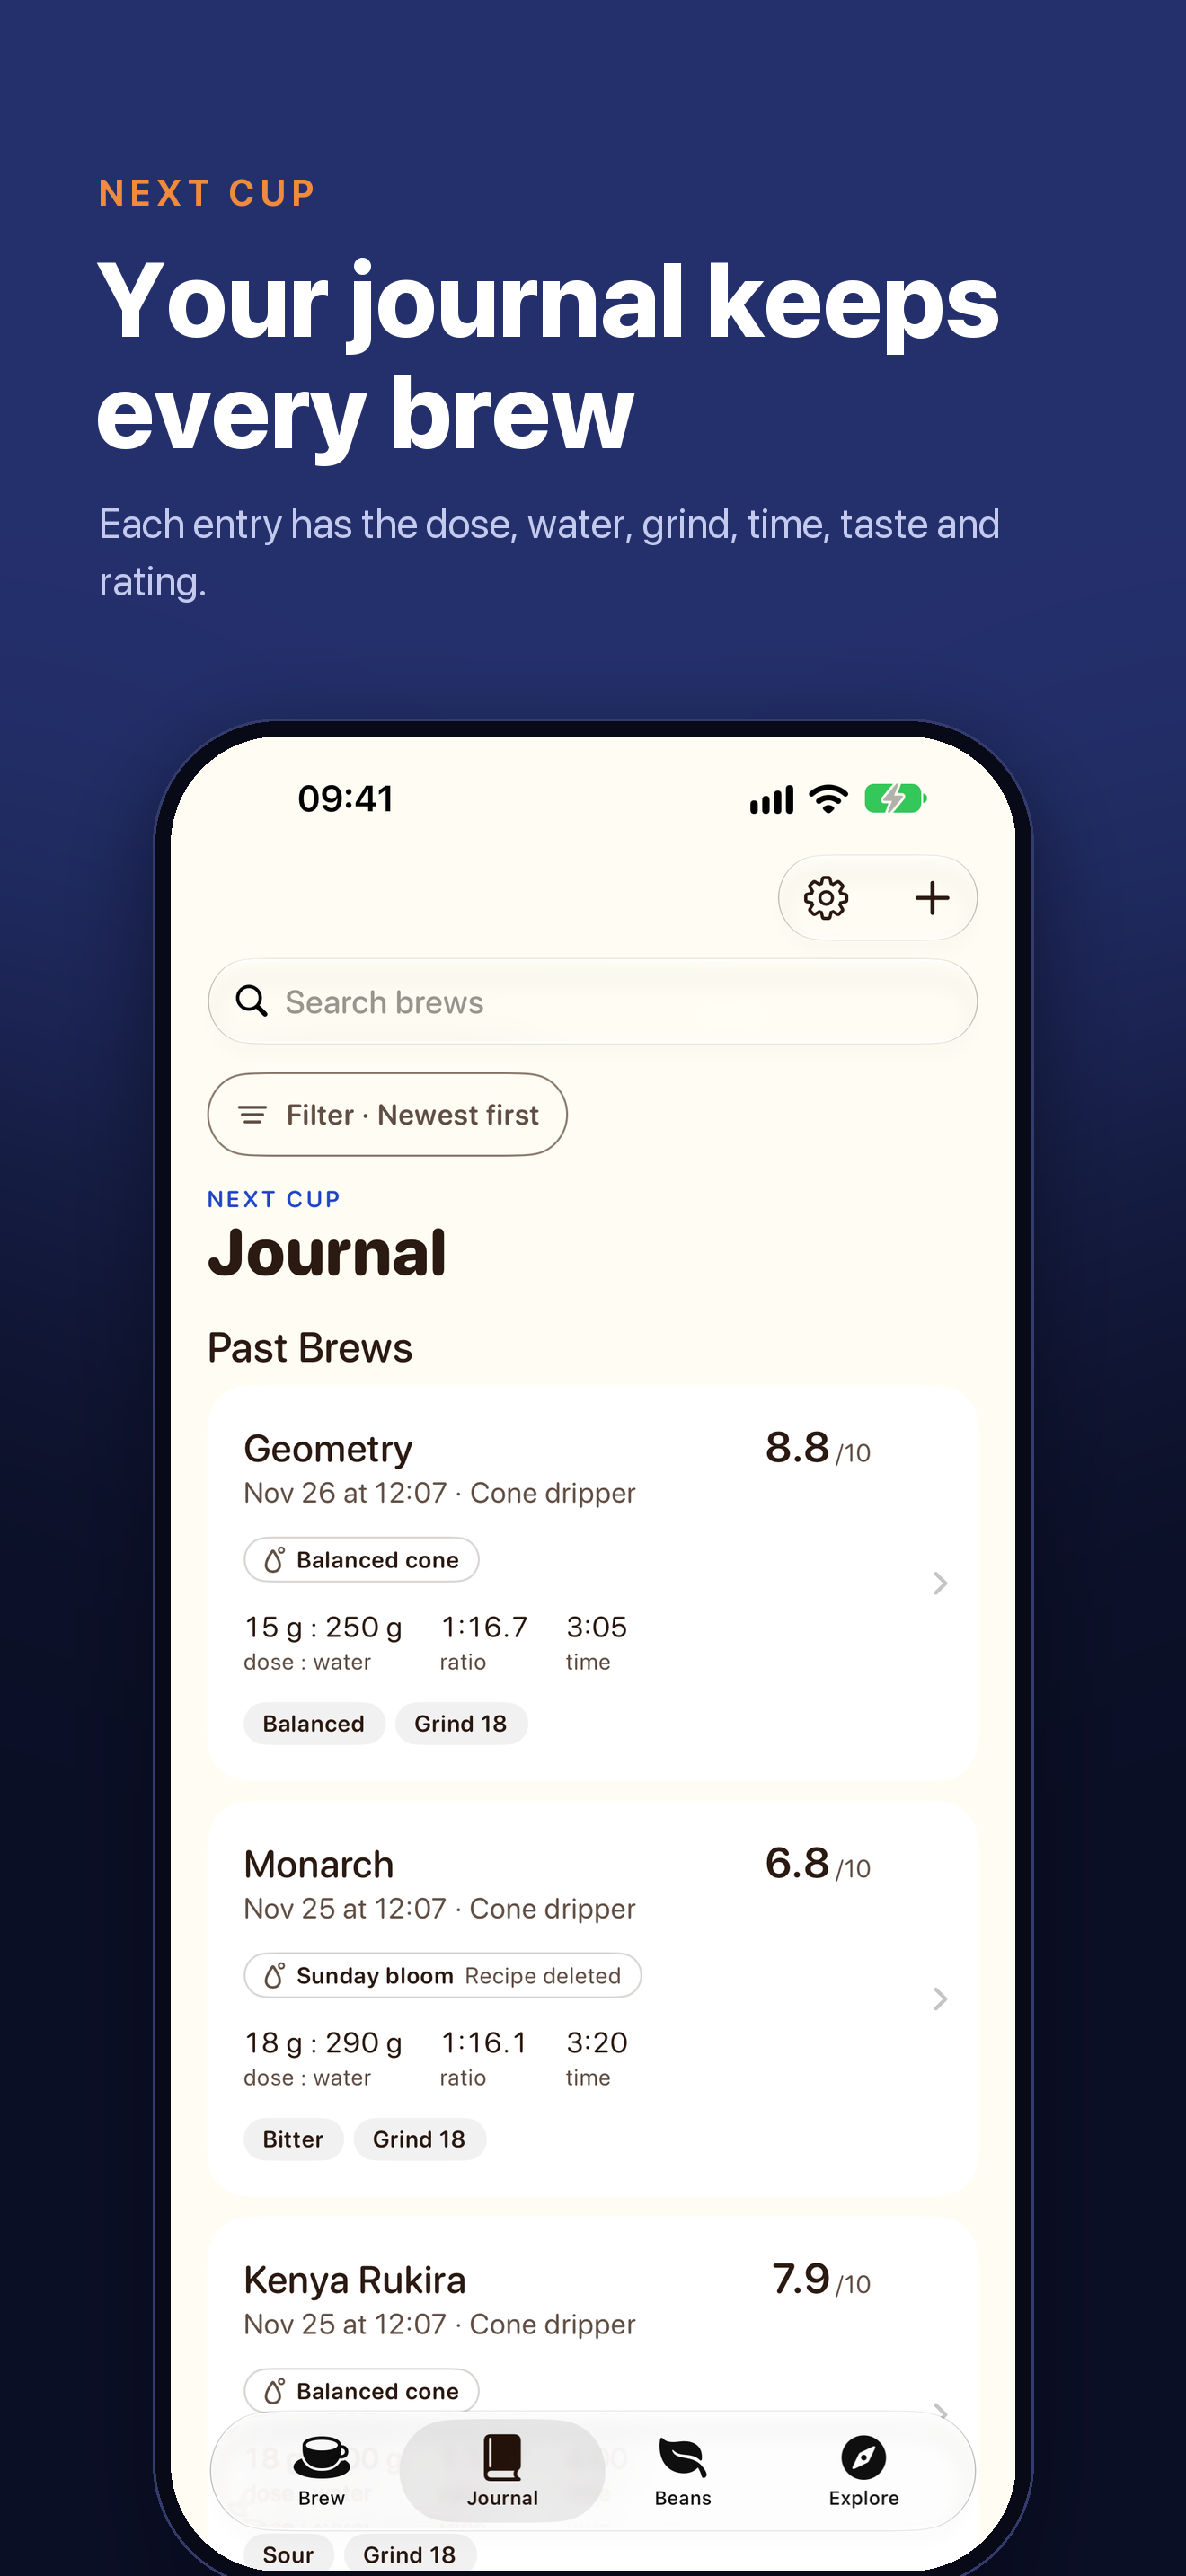 NEXT CUP
Your journal keeps
every brew
Each entry has the dose, water, grind, time, taste and
rating.
09:41
Search brews
Filter · Newest first
NEXT CUP
Journal
Past Brews
Geometry 8.8/10
Nov 26 at 12:07 · Cone dripper
Balanced cone
15 g : 250 g 1:16.7 3:05
dose : water ratio time
Balanced Grind 18
Monarch 6.8/10
Nov 25 at 12:07 · Cone dripper
Sunday bloom Recipe deleted
18 g : 290 g 1:16.1 3:20
dose : water ratio time
Bitter Grind 18
Kenya Rukira 7.9/10
Nov 25 at 12:07 · Cone dripper
Balanced cone
Brew Journal Beans Explore
Sour Grind 18